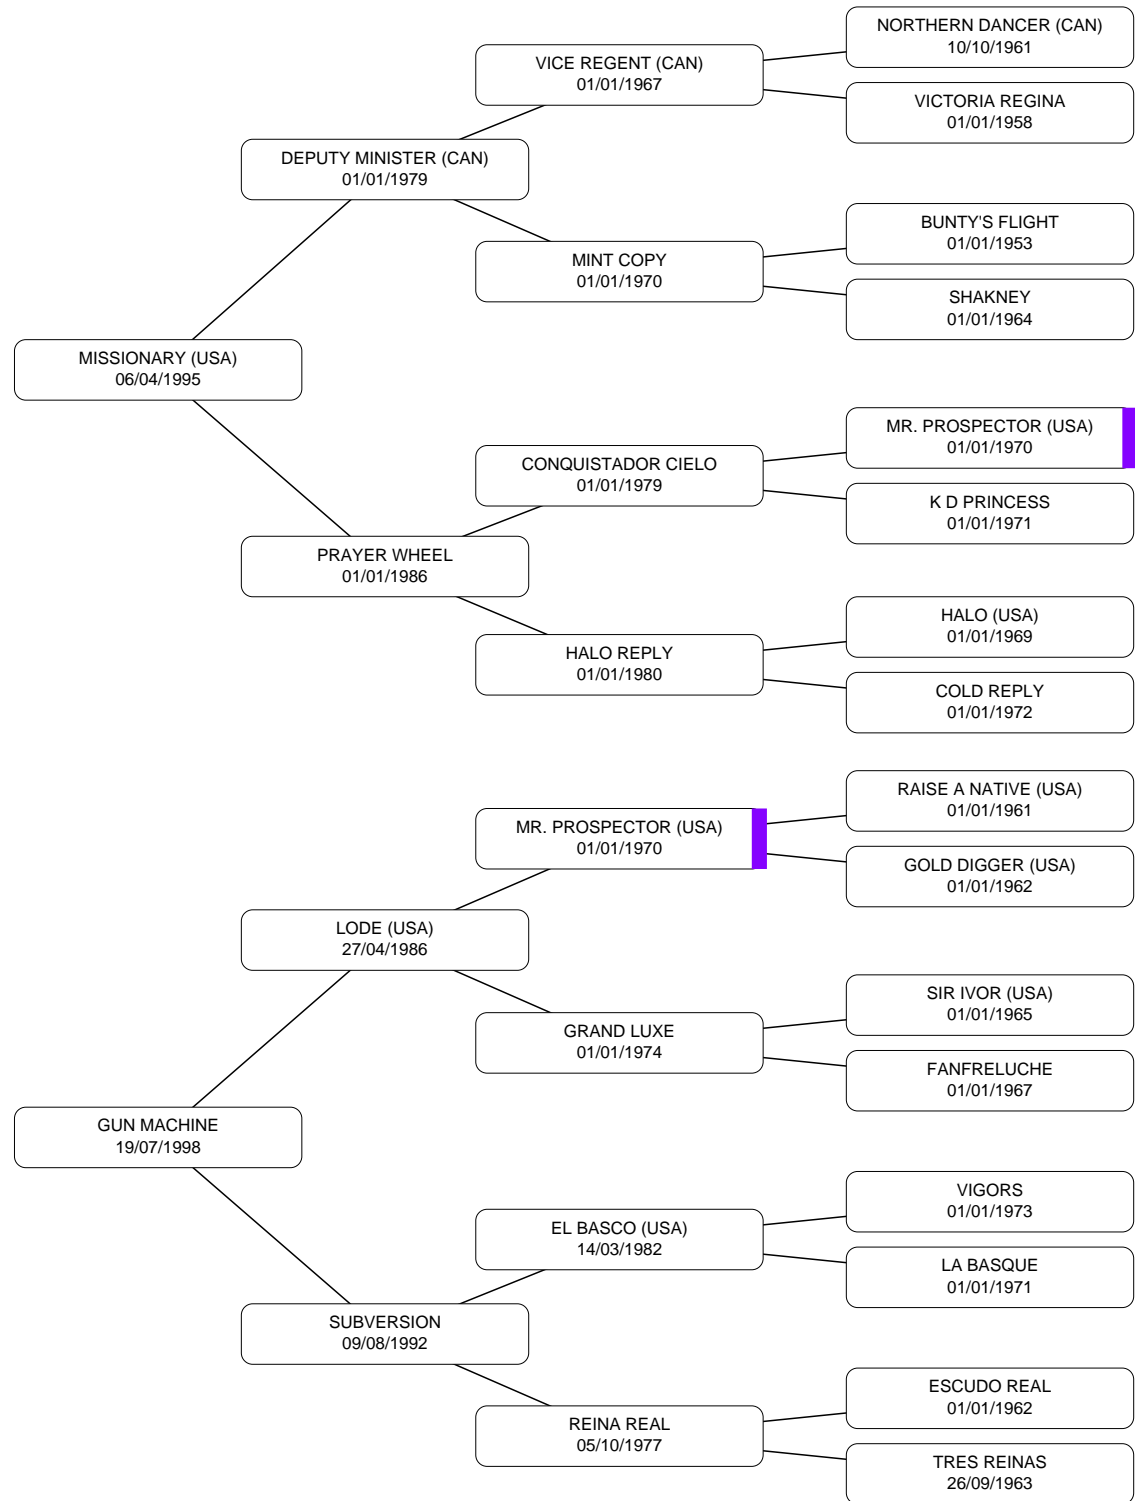 NORTHERN DANCER (CAN)
10/10/1961
VICE REGENT (CAN)
01/01/1967
VICTORIA REGINA
01/01/1958
DEPUTY MINISTER (CAN)
01/01/1979
BUNTY'S FLIGHT
01/01/1953
MINT COPY
01/01/1970
SHAKNEY
01/01/1964
MISSIONARY (USA)
06/04/1995
MR. PROSPECTOR (USA)
01/01/1970
CONQUISTADOR CIELO
01/01/1979
K D PRINCESS
01/01/1971
PRAYER WHEEL
01/01/1986
HALO (USA)
01/01/1969
HALO REPLY
01/01/1980
COLD REPLY
01/01/1972
RAISE A NATIVE (USA)
01/01/1961
MR. PROSPECTOR (USA)
01/01/1970
GOLD DIGGER (USA)
01/01/1962
LODE (USA)
27/04/1986
SIR IVOR (USA)
01/01/1965
GRAND LUXE
01/01/1974
FANFRELUCHE
01/01/1967
GUN MACHINE
19/07/1998
VIGORS
01/01/1973
EL BASCO (USA)
14/03/1982
LA BASQUE
01/01/1971
SUBVERSION
09/08/1992
ESCUDO REAL
01/01/1962
REINA REAL
05/10/1977
TRES REINAS
26/09/1963